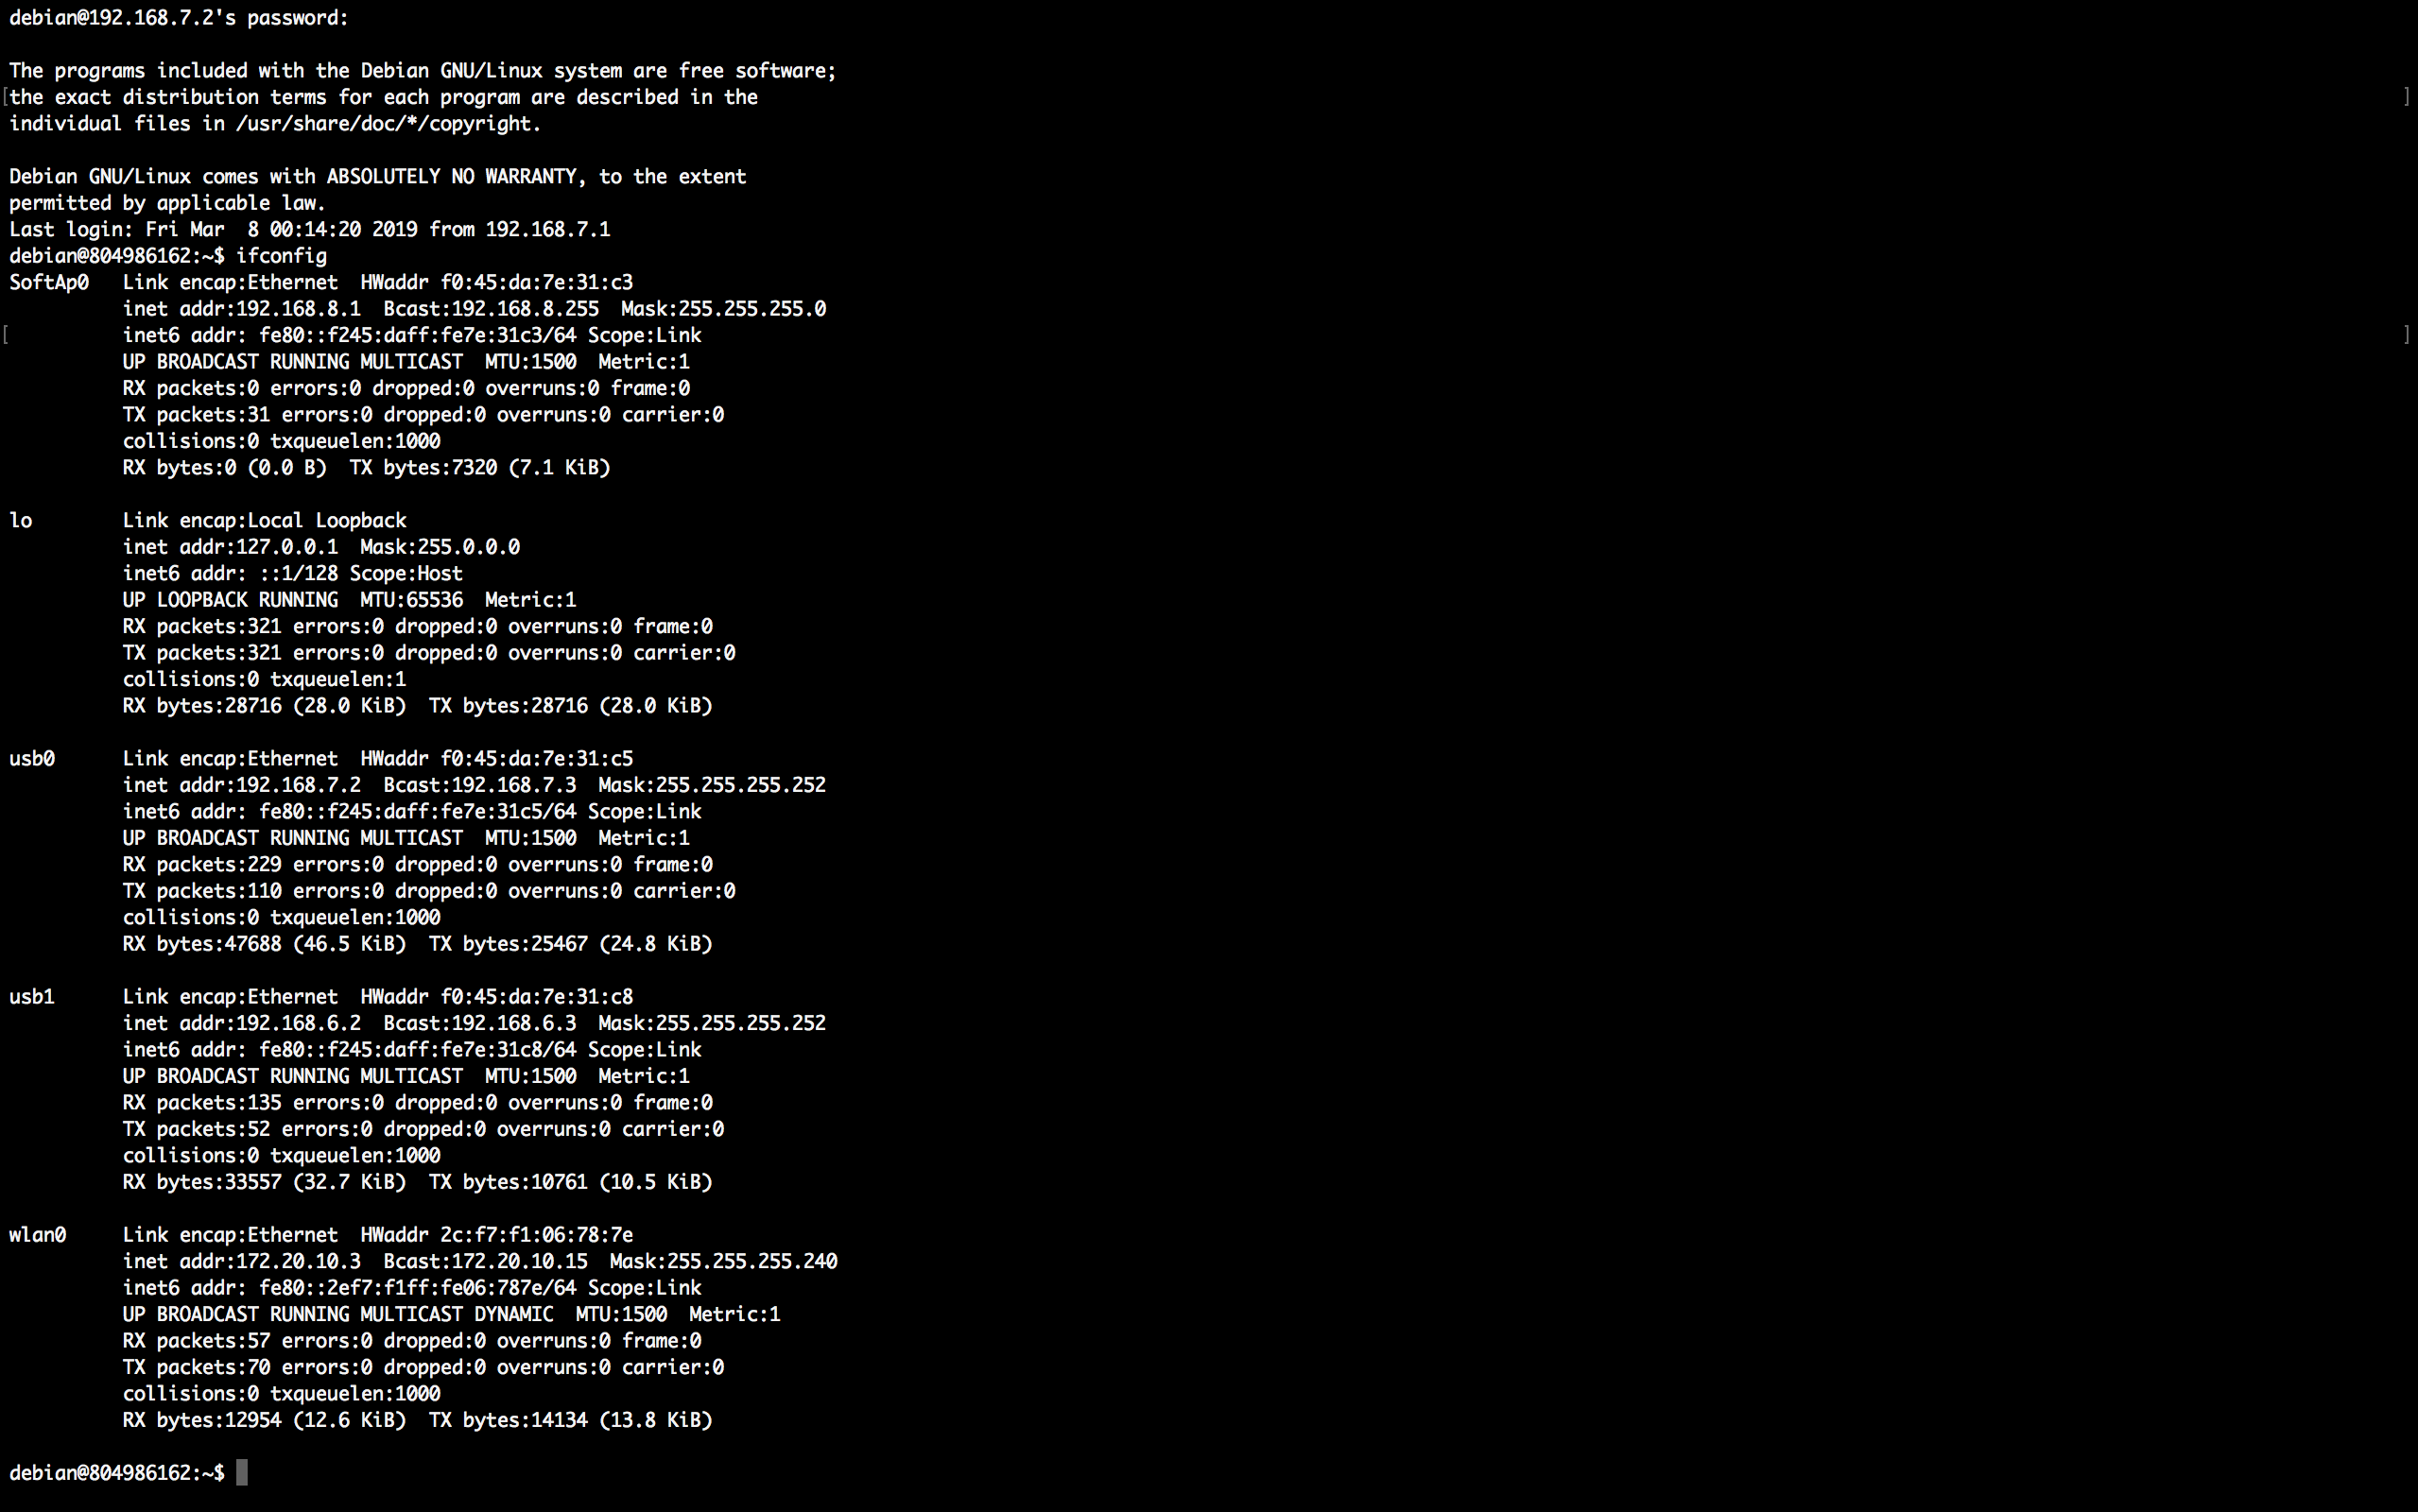 debian@192.168.7.2's password:
The programs included with the Debian GNU/Linux system are free software;
[the exact distribution terms for each program are described in the ]
individual files in /usr/share/doc/*/copyright.
Debian GNU/Linux comes with ABSOLUTELY NO WARRANTY, to the extent
permitted by applicable law.
Last login: Fri Mar  8 00:14:20 2019 from 192.168.7.1
debian@804986162:~$ ifconfig
SoftAp0   Link encap:Ethernet  HWaddr f0:45:da:7e:31:c3
          inet addr:192.168.8.1  Bcast:192.168.8.255  Mask:255.255.255.0
[         inet6 addr: fe80::f245:daff:fe7e:31c3/64 Scope:Link ]
          UP BROADCAST RUNNING MULTICAST  MTU:1500  Metric:1
          RX packets:0 errors:0 dropped:0 overruns:0 frame:0
          TX packets:31 errors:0 dropped:0 overruns:0 carrier:0
          collisions:0 txqueuelen:1000
          RX bytes:0 (0.0 B)  TX bytes:7320 (7.1 KiB)
lo        Link encap:Local Loopback
          inet addr:127.0.0.1  Mask:255.0.0.0
          inet6 addr: ::1/128 Scope:Host
          UP LOOPBACK RUNNING  MTU:65536  Metric:1
          RX packets:321 errors:0 dropped:0 overruns:0 frame:0
          TX packets:321 errors:0 dropped:0 overruns:0 carrier:0
          collisions:0 txqueuelen:1
          RX bytes:28716 (28.0 KiB)  TX bytes:28716 (28.0 KiB)
usb0      Link encap:Ethernet  HWaddr f0:45:da:7e:31:c5
          inet addr:192.168.7.2  Bcast:192.168.7.3  Mask:255.255.255.252
          inet6 addr: fe80::f245:daff:fe7e:31c5/64 Scope:Link
          UP BROADCAST RUNNING MULTICAST  MTU:1500  Metric:1
          RX packets:229 errors:0 dropped:0 overruns:0 frame:0
          TX packets:110 errors:0 dropped:0 overruns:0 carrier:0
          collisions:0 txqueuelen:1000
          RX bytes:47688 (46.5 KiB)  TX bytes:25467 (24.8 KiB)
usb1      Link encap:Ethernet  HWaddr f0:45:da:7e:31:c8
          inet addr:192.168.6.2  Bcast:192.168.6.3  Mask:255.255.255.252
          inet6 addr: fe80::f245:daff:fe7e:31c8/64 Scope:Link
          UP BROADCAST RUNNING MULTICAST  MTU:1500  Metric:1
          RX packets:135 errors:0 dropped:0 overruns:0 frame:0
          TX packets:52 errors:0 dropped:0 overruns:0 carrier:0
          collisions:0 txqueuelen:1000
          RX bytes:33557 (32.7 KiB)  TX bytes:10761 (10.5 KiB)
wlan0     Link encap:Ethernet  HWaddr 2c:f7:f1:06:78:7e
          inet addr:172.20.10.3  Bcast:172.20.10.15  Mask:255.255.255.240
          inet6 addr: fe80::2ef7:f1ff:fe06:787e/64 Scope:Link
          UP BROADCAST RUNNING MULTICAST DYNAMIC  MTU:1500  Metric:1
          RX packets:57 errors:0 dropped:0 overruns:0 frame:0
          TX packets:70 errors:0 dropped:0 overruns:0 carrier:0
          collisions:0 txqueuelen:1000
          RX bytes:12954 (12.6 KiB)  TX bytes:14134 (13.8 KiB)
debian@804986162:~$